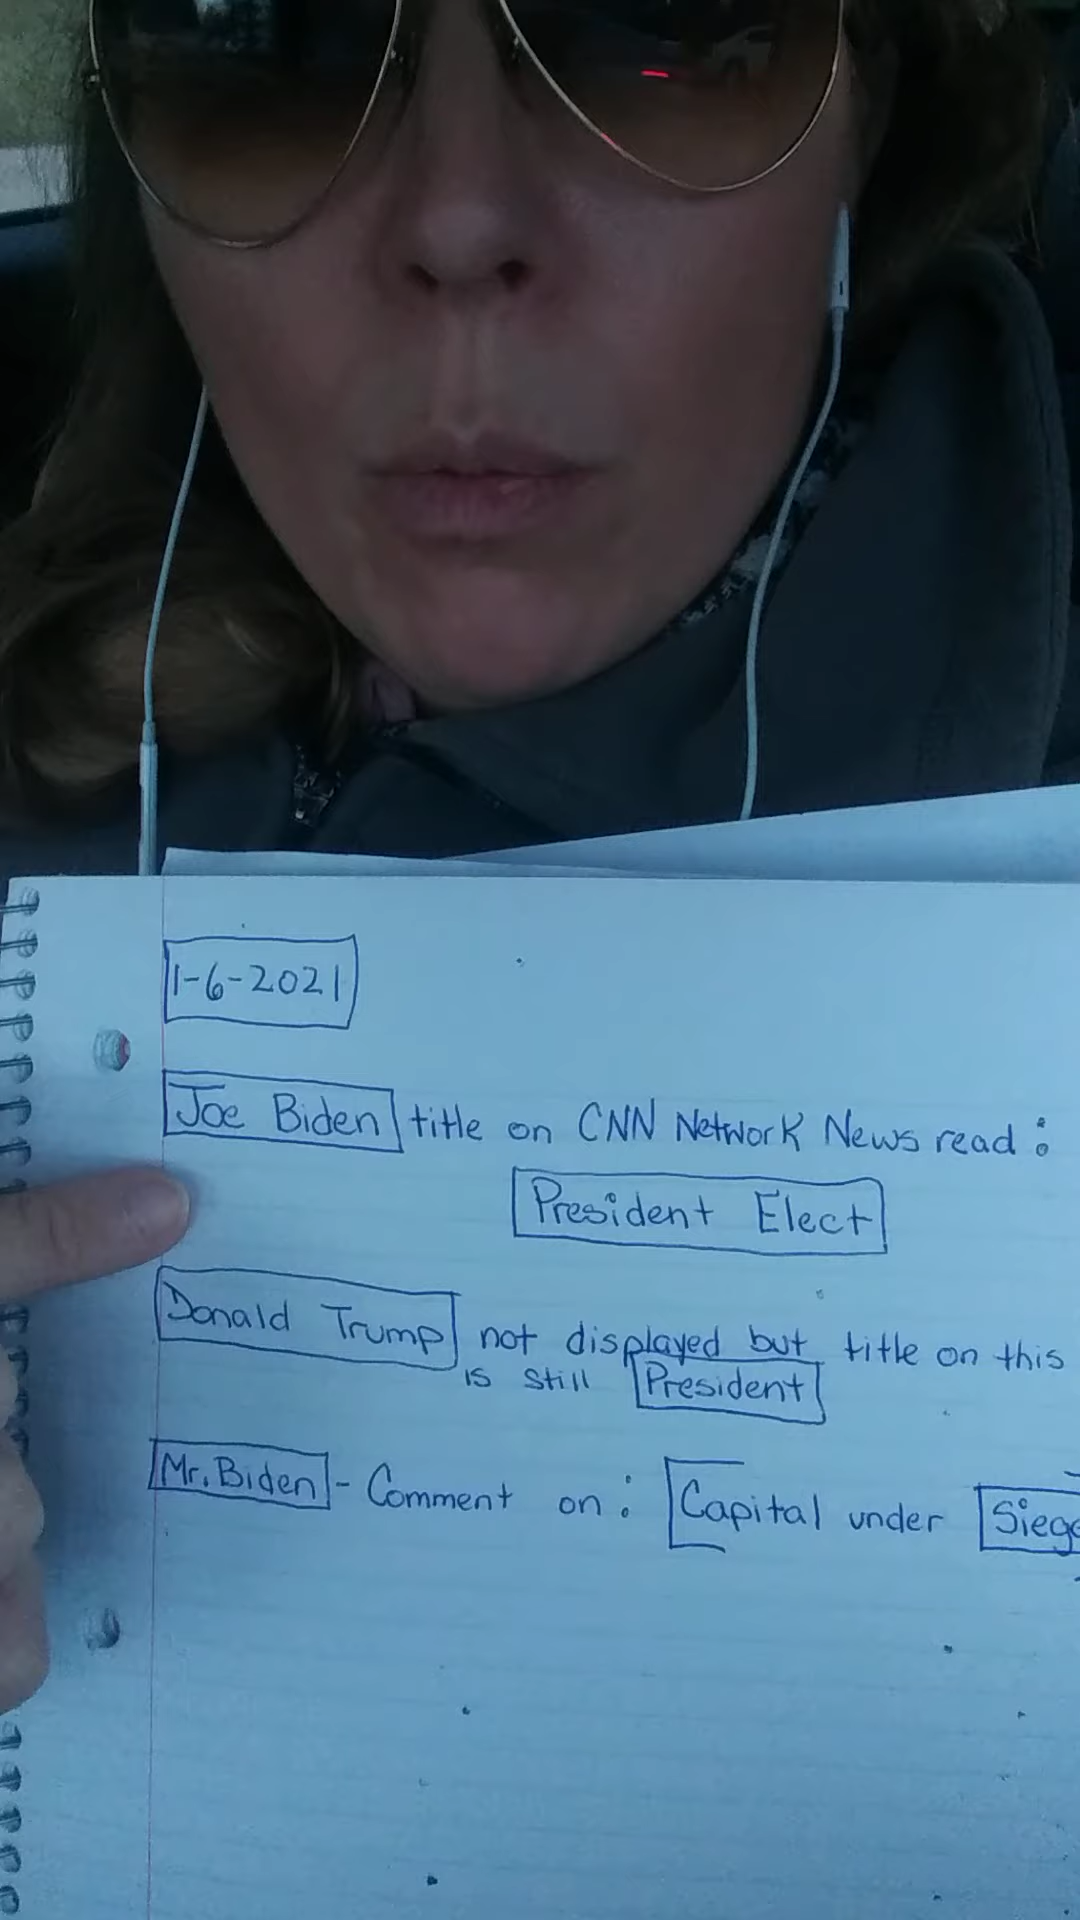 1-6-2021
Joe Biden title on CNN Network News read:
President Elect
Donald Trump not displayed but title on this
is still President
Mr. Biden - Comment on: Capital under Siege